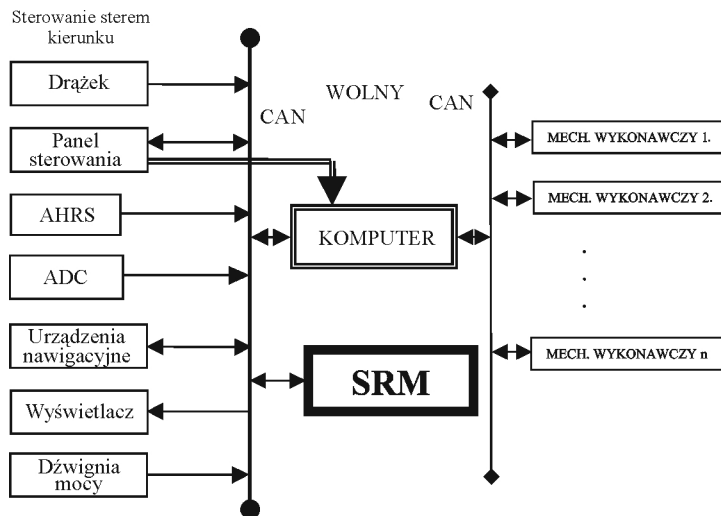 Sterowanie sterem
kierunku
Drążek
Panel
sterowania
AHRS
ADC
Urządzenia
nawigacyjne
Wyświetlacz
Dźwignia
mocy
CAN
WOLNY
CAN
KOMPUTER
SRM
MECH. WYKONAWCZY 1.
MECH. WYKONAWCZY 2.
.
.
.
MECH. WYKONAWCZY n